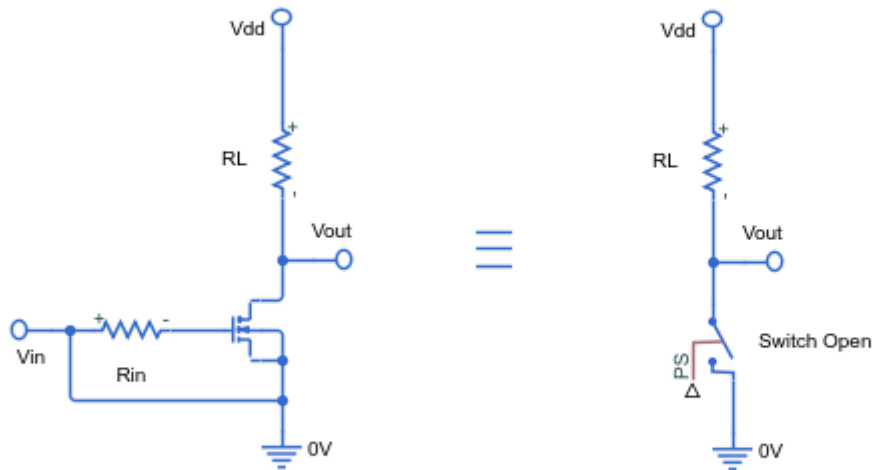 Vdd
+
RL
-
Vout
+
-
Vin
Rin
0V
Vdd
+
RL
-
Vout
Switch Open
PS
0V